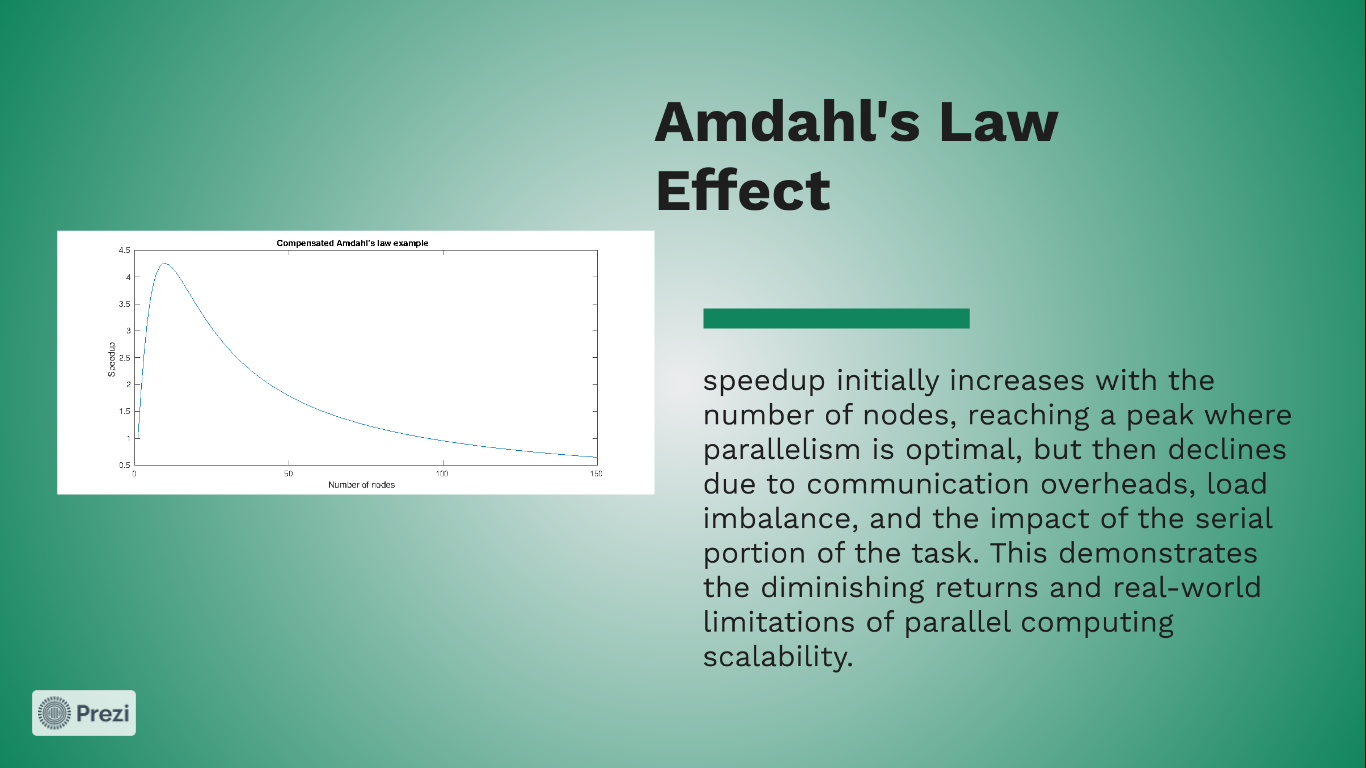 Amdahl's Law
Effect
Compensated Amdahl's law example
4.5
4
3.5
3
2.5
2
1.5
1
0.5
Speedup
0 50 100 150
Number of nodes
speedup initially increases with the
number of nodes, reaching a peak where
parallelism is optimal, but then declines
due to communication overheads, load
imbalance, and the impact of the serial
portion of the task. This demonstrates
the diminishing returns and real-world
limitations of parallel computing
scalability.
Prezi